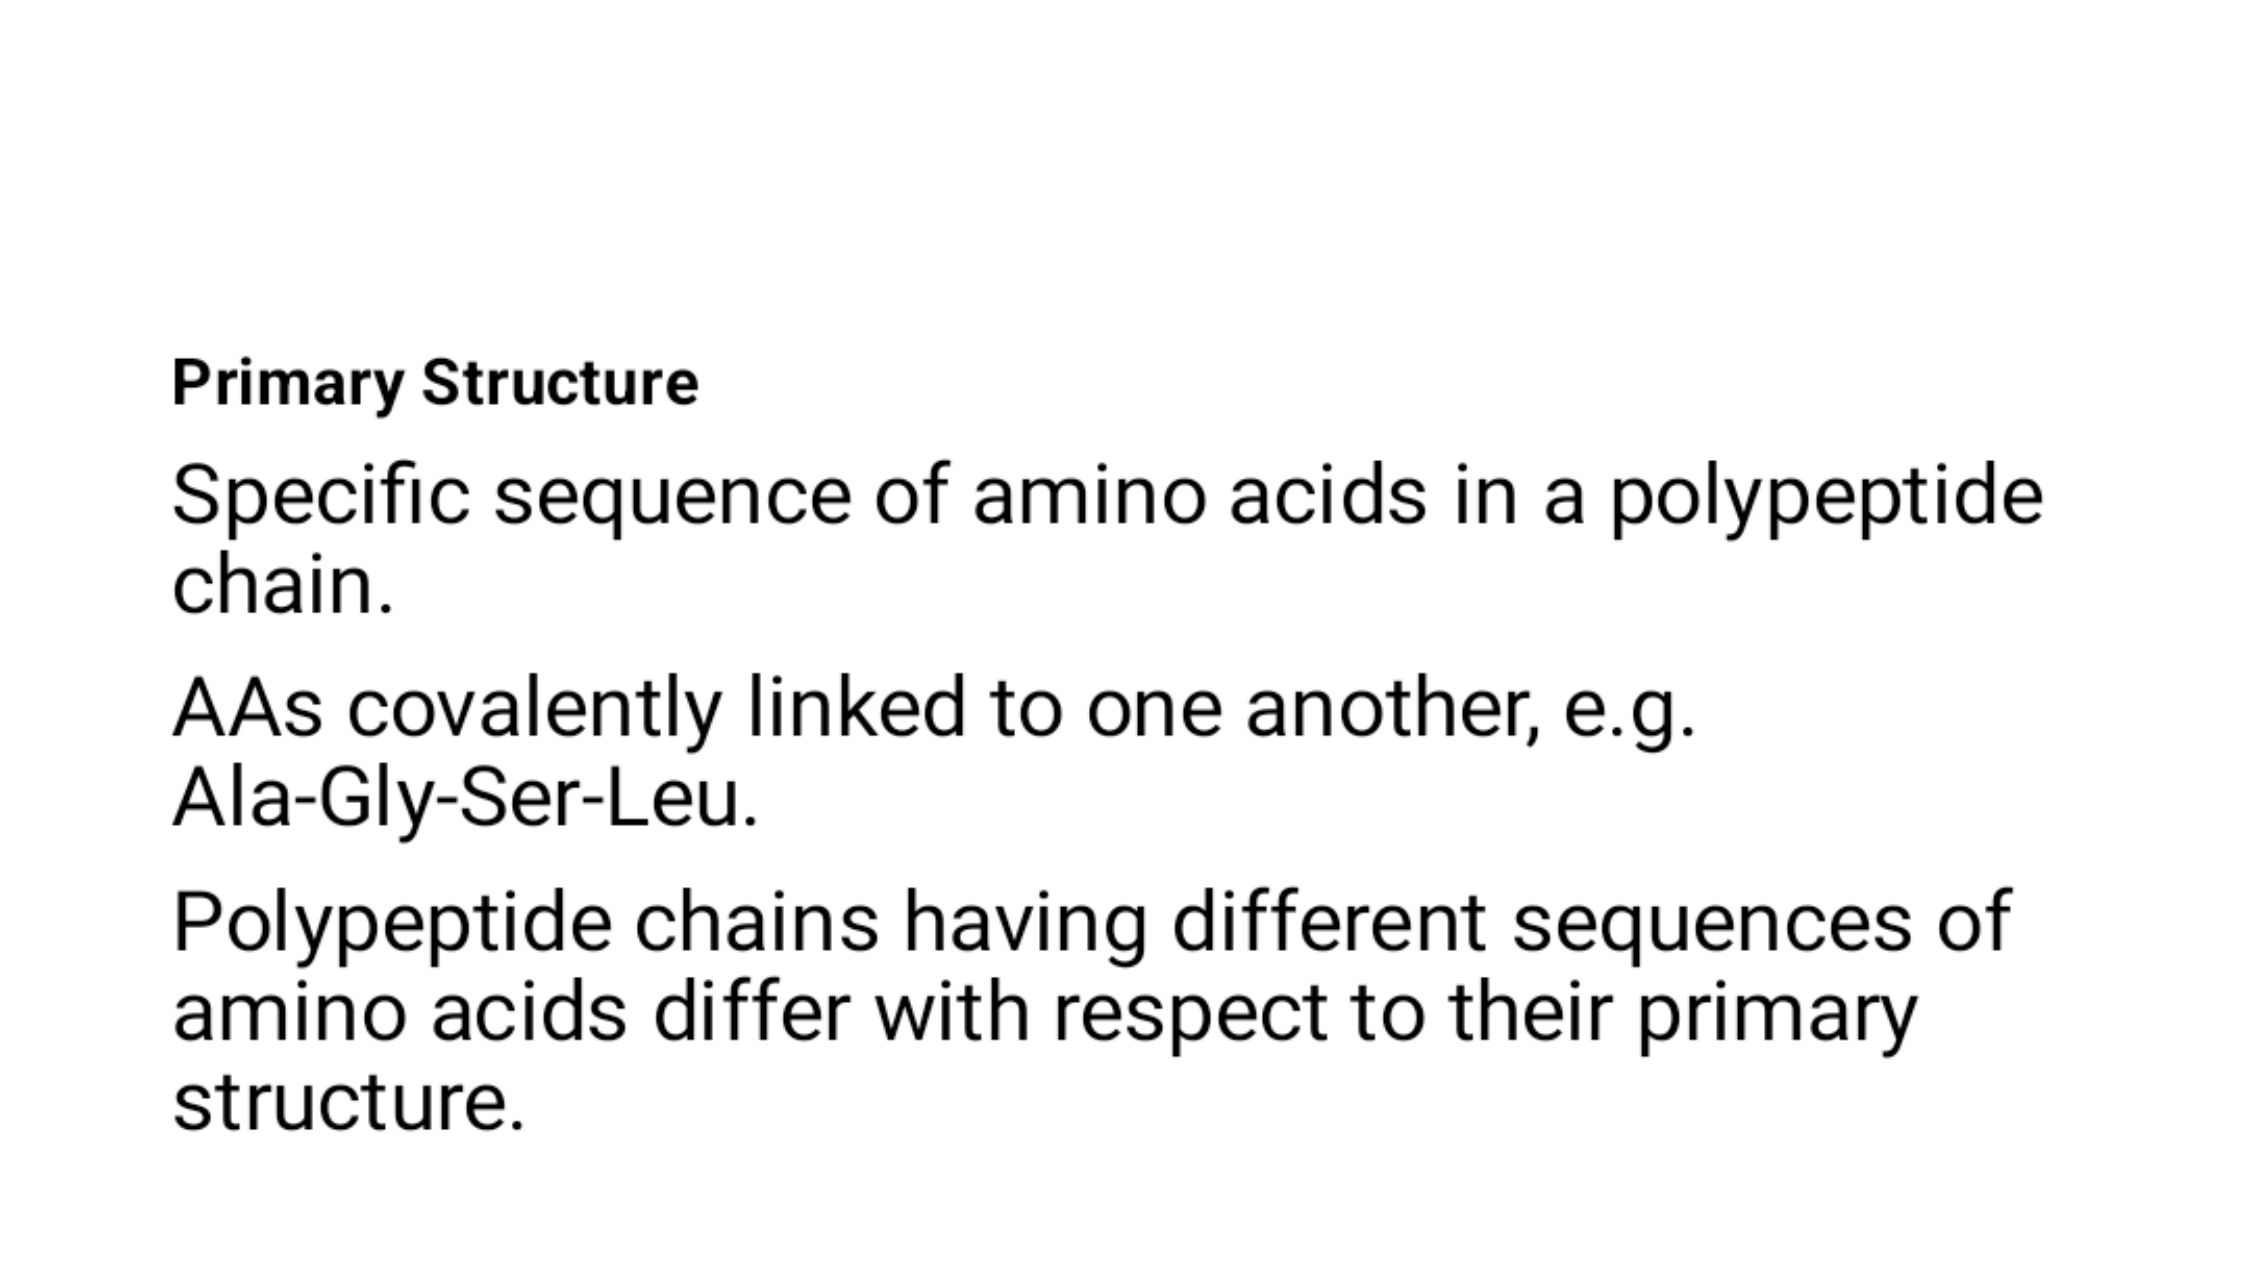 Primary Structure
Specific sequence of amino acids in a polypeptide
chain.
AAs covalently linked to one another, e.g.
Ala-Gly-Ser-Leu.
Polypeptide chains having different sequences of
amino acids differ with respect to their primary
structure.